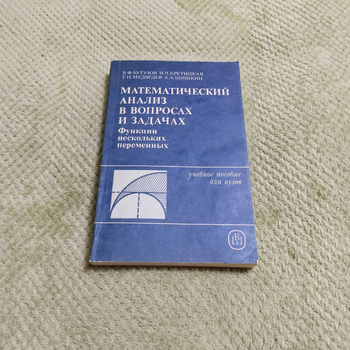 В.Ф.БУТУЗОВ Н.Ч.КРУТИЦКАЯ
Г.Н.МЕДВЕДЕВ А.А.ШИШКИН
МАТЕМАТИЧЕСКИЙ
АНАЛИЗ
В ВОПРОСАХ
И ЗАДАЧАХ
Функции
нескольких
переменных
учебное пособие
для вузов